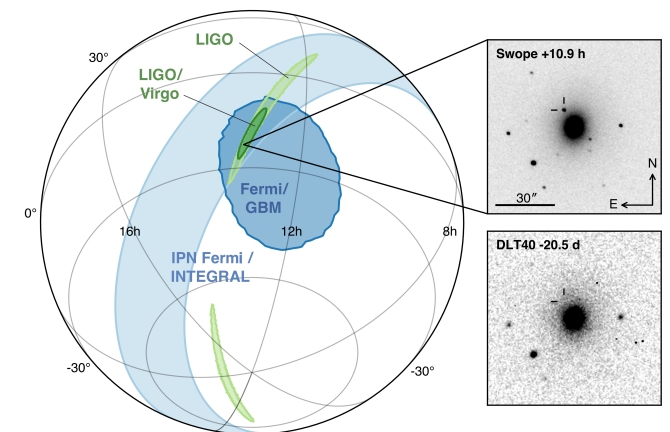 LIGO
LIGO/
Virgo
30°
0°
16h
12h
8h
Fermi/
GBM
IPN Fermi /
INTEGRAL
-30°
-30°
Swope +10.9 h
30″
N
E
DLT40 -20.5 d